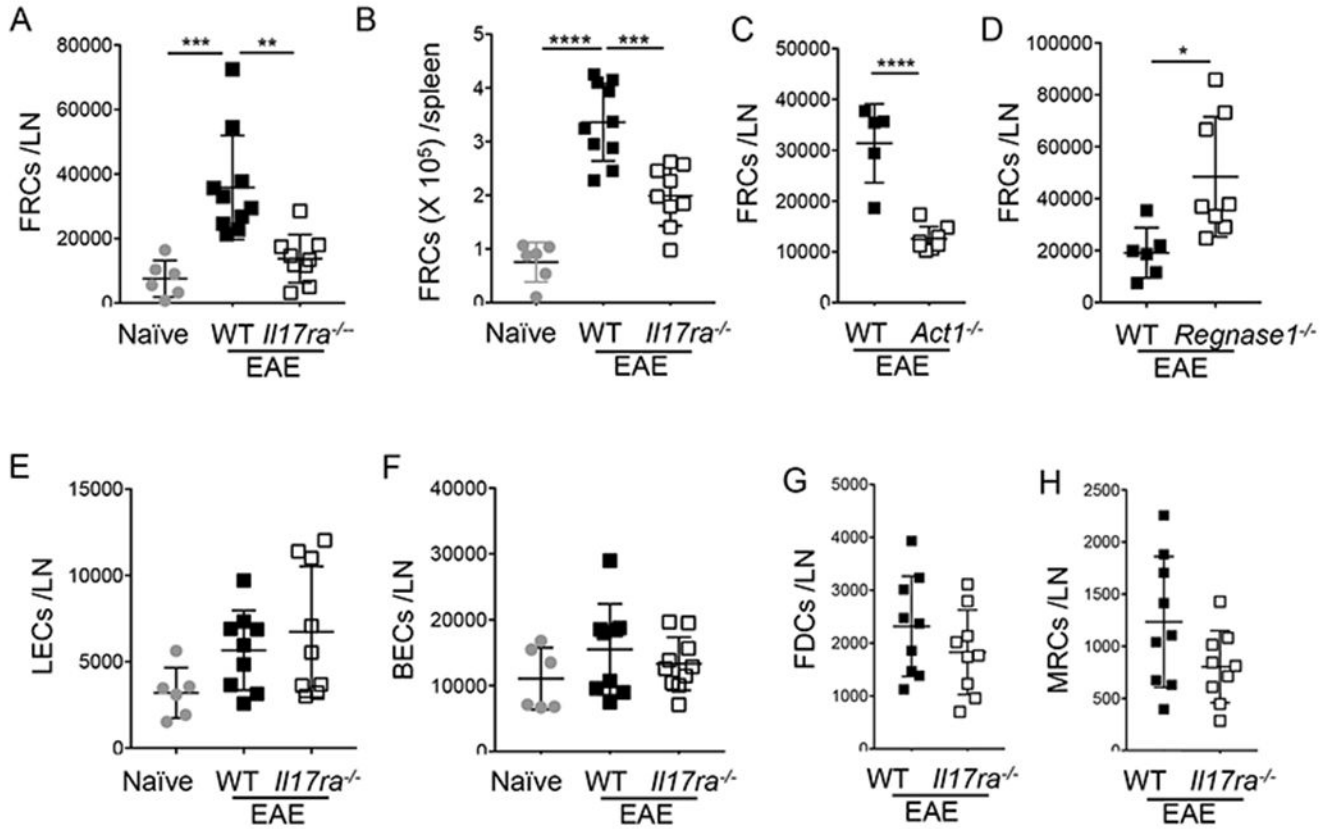 A
FRCs /LN
80000
60000
40000
20000
0
***
**
Naïve WT Il17ra-/--
EAE
B
FRCs (X 10⁵) /spleen
5
4
3
2
1
0
****
***
Naïve WT Il17ra-/-
EAE
C
FRCs /LN
50000
40000
30000
20000
10000
0
****
WT Act1-/-
EAE
D
FRCs /LN
100000
80000
60000
40000
20000
0
*
WT Regnase1-/-
EAE
E
LECs /LN
15000
10000
5000
0
Naïve WT Il17ra-/-
EAE
F
BECs /LN
40000
30000
20000
10000
0
Naïve WT Il17ra-/-
EAE
G
FDCs /LN
5000
4000
3000
2000
1000
0
WT Il17ra-/-
EAE
H
MRCs /LN
2500
2000
1500
1000
500
0
WT Il17ra-/-
EAE